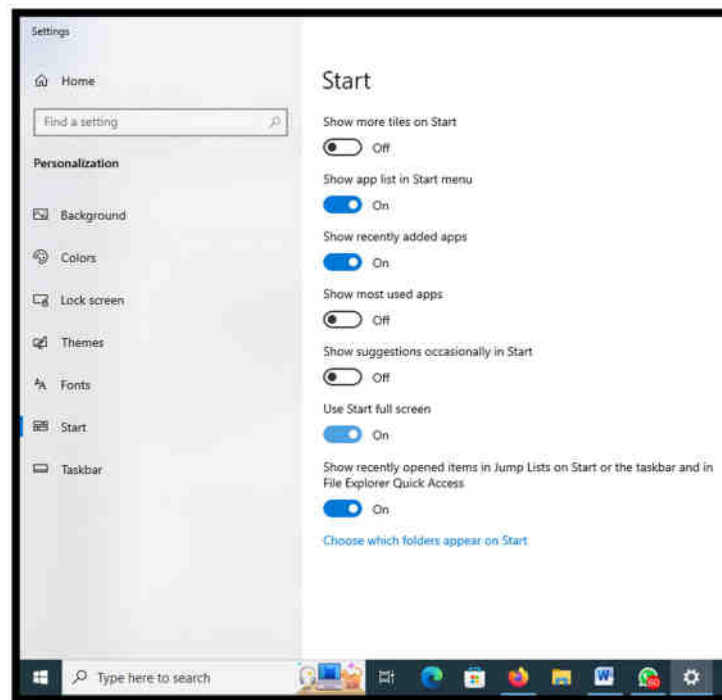 Settings
Home
Find a setting
Personalization
Background
Colors
Lock screen
Themes
Fonts
Start
Taskbar
Start
Show more tiles on Start
Off
Show app list in Start menu
On
Show recently added apps
On
Show most used apps
Off
Show suggestions occasionally in Start
Off
Use Start full screen
On
Show recently opened items in Jump Lists on Start or the taskbar and in
File Explorer Quick Access
On
Choose which folders appear on Start
Type here to search